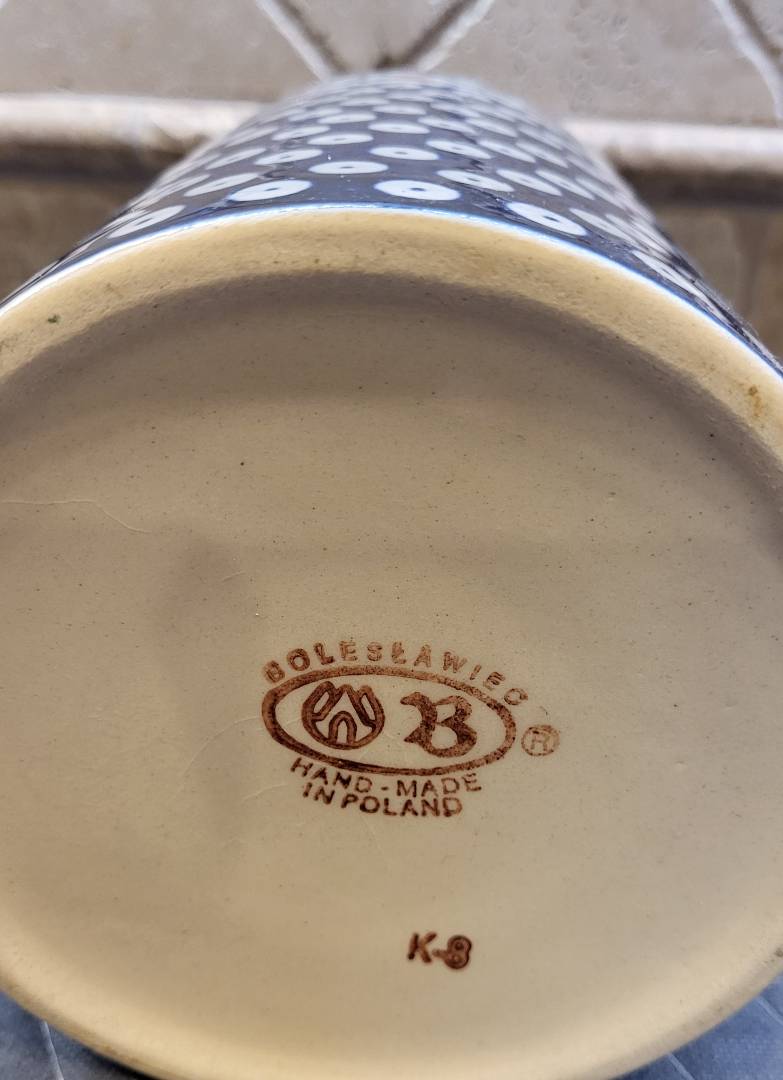 BOLESŁAWIEC
B ®
HAND-MADE
IN POLAND
K-8